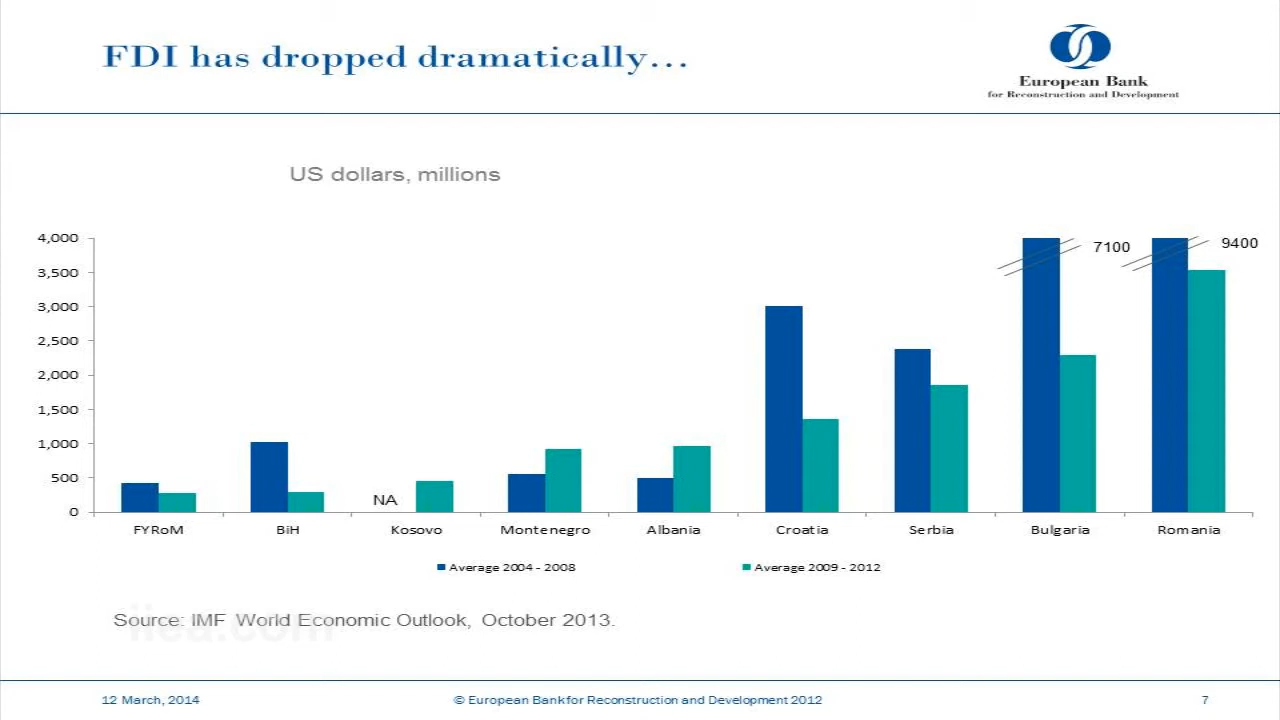 FDI has dropped dramatically…
European Bank
for Reconstruction and Development
US dollars, millions
4,000
3,500
3,000
2,500
2,000
1,500
1,000
500
0
7100
9400
NA
FYRoM BiH Kosovo Montenegro Albania Croatia Serbia Bulgaria Romania
Average 2004 - 2008 Average 2009 - 2012
Source: IMF World Economic Outlook, October 2013.
iiea.com
12 March, 2014 © European Bankfor Reconstruction and Development 2012 7